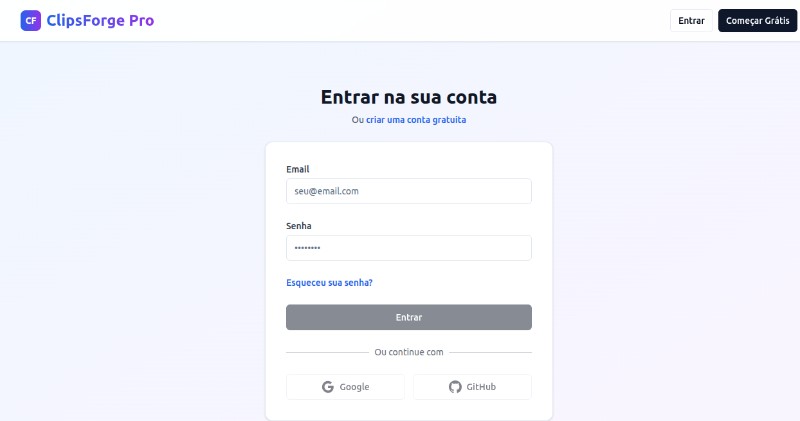 CF ClipsForge Pro
Entrar
Começar Grátis
Entrar na sua conta
Ou criar uma conta gratuita
Email
seu@email.com
Senha
••••••••
Esqueceu sua senha?
Entrar
Ou continue com
Google
GitHub